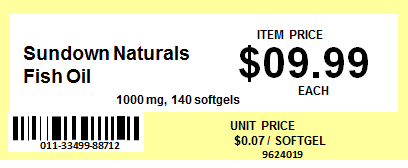 ITEM PRICE
Sundown Naturals
Fish Oil
$09.99
EACH
1000 mg, 140 softgels
011-33499-88712
UNIT PRICE
$0.07/ SOFTGEL
9624019